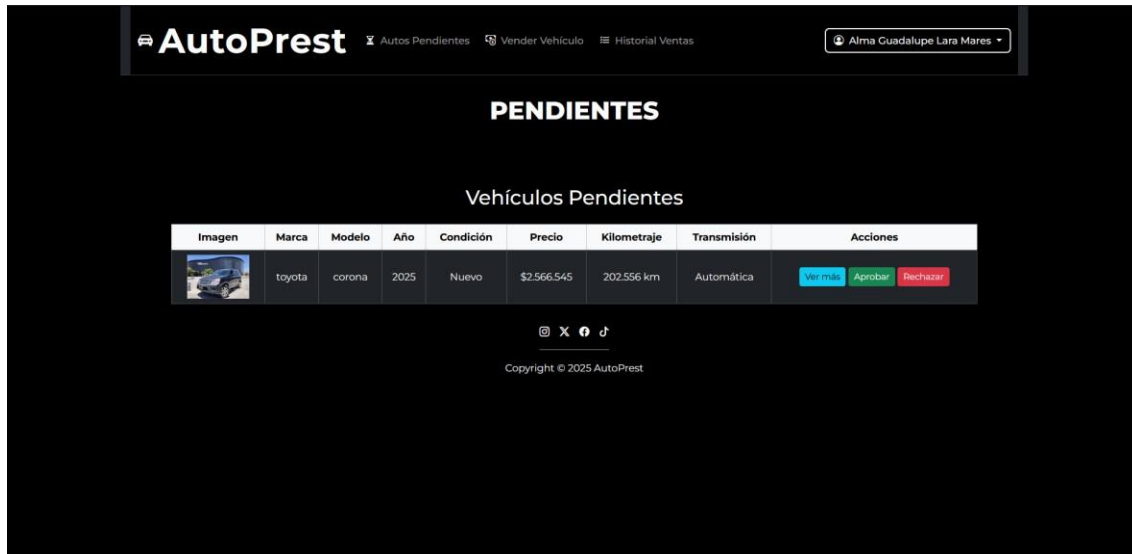 AutoPrest Autos Pendientes Vender Vehículo Historial Ventas Alma Guadalupe Lara Mares
PENDIENTES
Vehículos Pendientes
Imagen Marca Modelo Año Condición Precio Kilometraje Transmisión Acciones
toyota corona 2025 Nuevo $2.566.545 202.556 km Automática Ver más Aprobar Rechazar
Copyright © 2025 AutoPrest